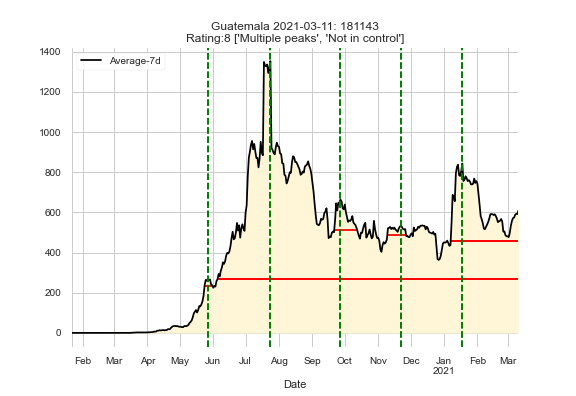 Guatemala 2021-03-11: 181143
Rating:8 ['Multiple peaks', 'Not in control']
Average-7d
1400
1200
1000
800
600
400
200
0
Feb Mar Apr May Jun Jul Aug Sep Oct Nov Dec Jan Feb Mar
2021
Date